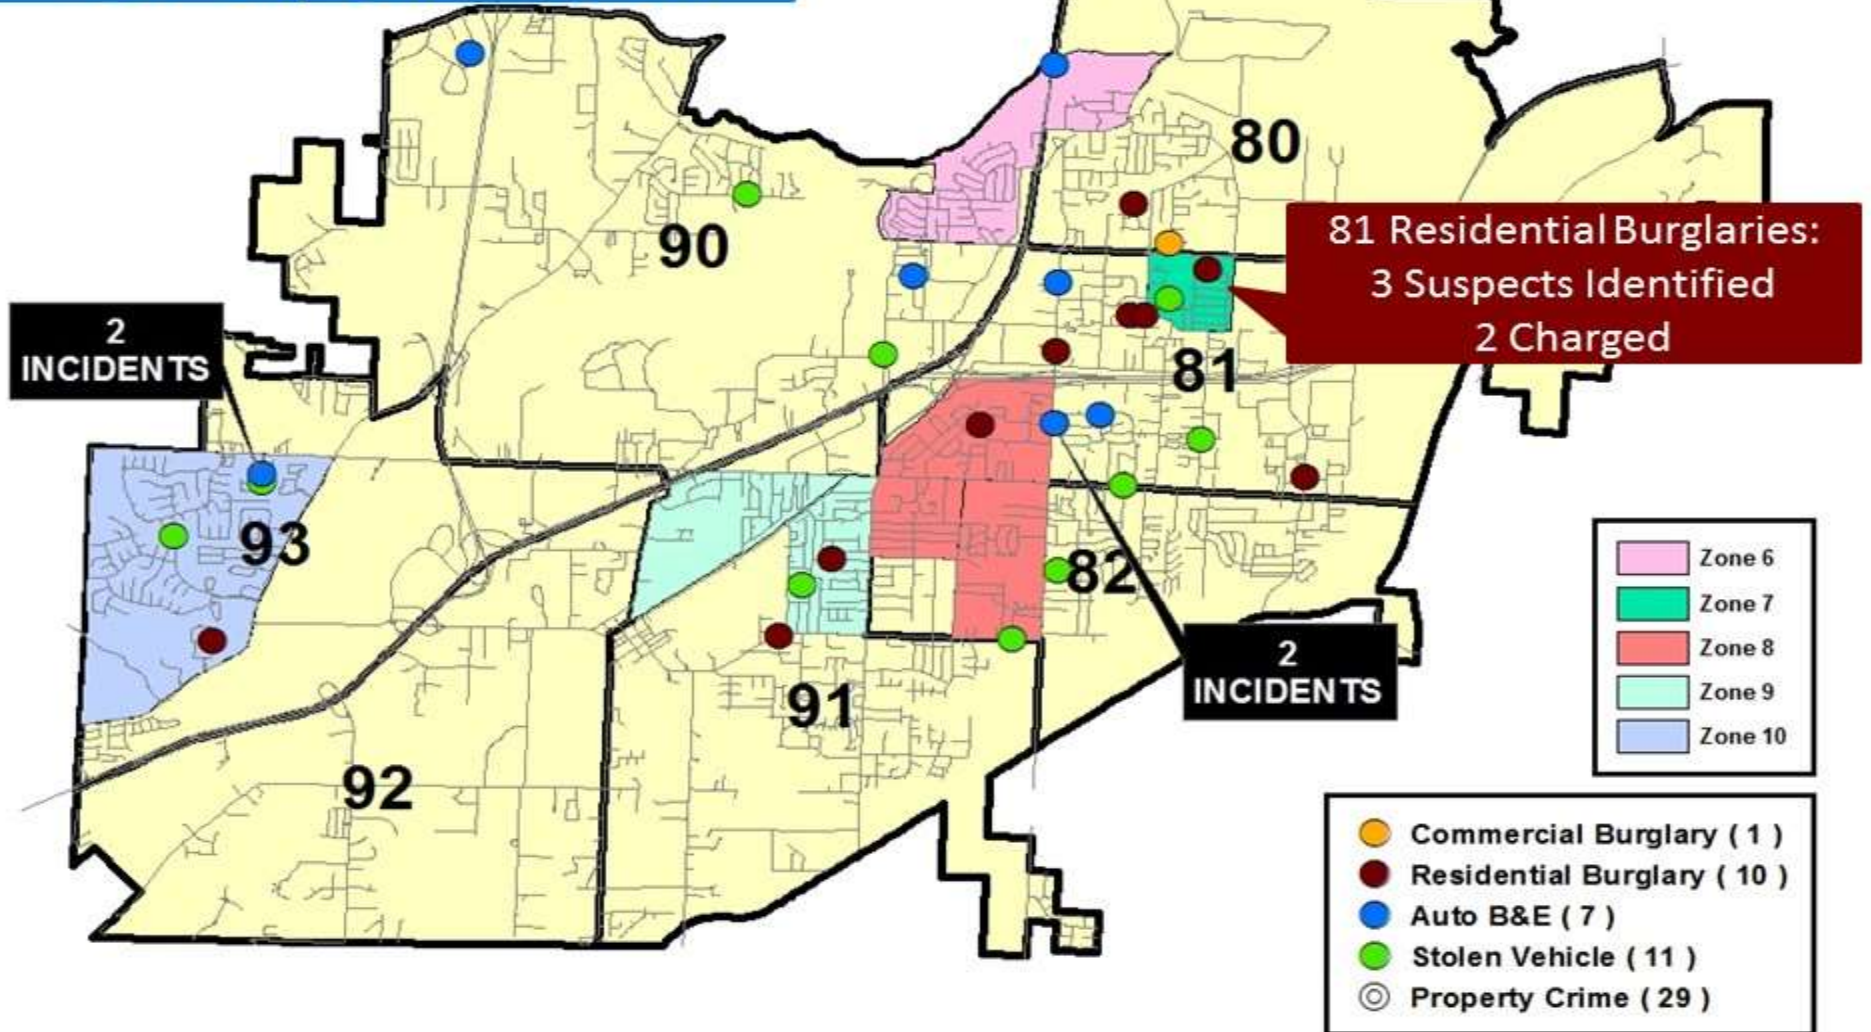 80
90
81 Residential Burglaries:
3 Suspects Identified
2 Charged
2
INCIDENTS
81
93
82
2
INCIDENTS
91
92
Zone 6
Zone 7
Zone 8
Zone 9
Zone 10
Commercial Burglary ( 1 )
Residential Burglary ( 10 )
Auto B&E ( 7 )
Stolen Vehicle ( 11 )
Property Crime ( 29 )